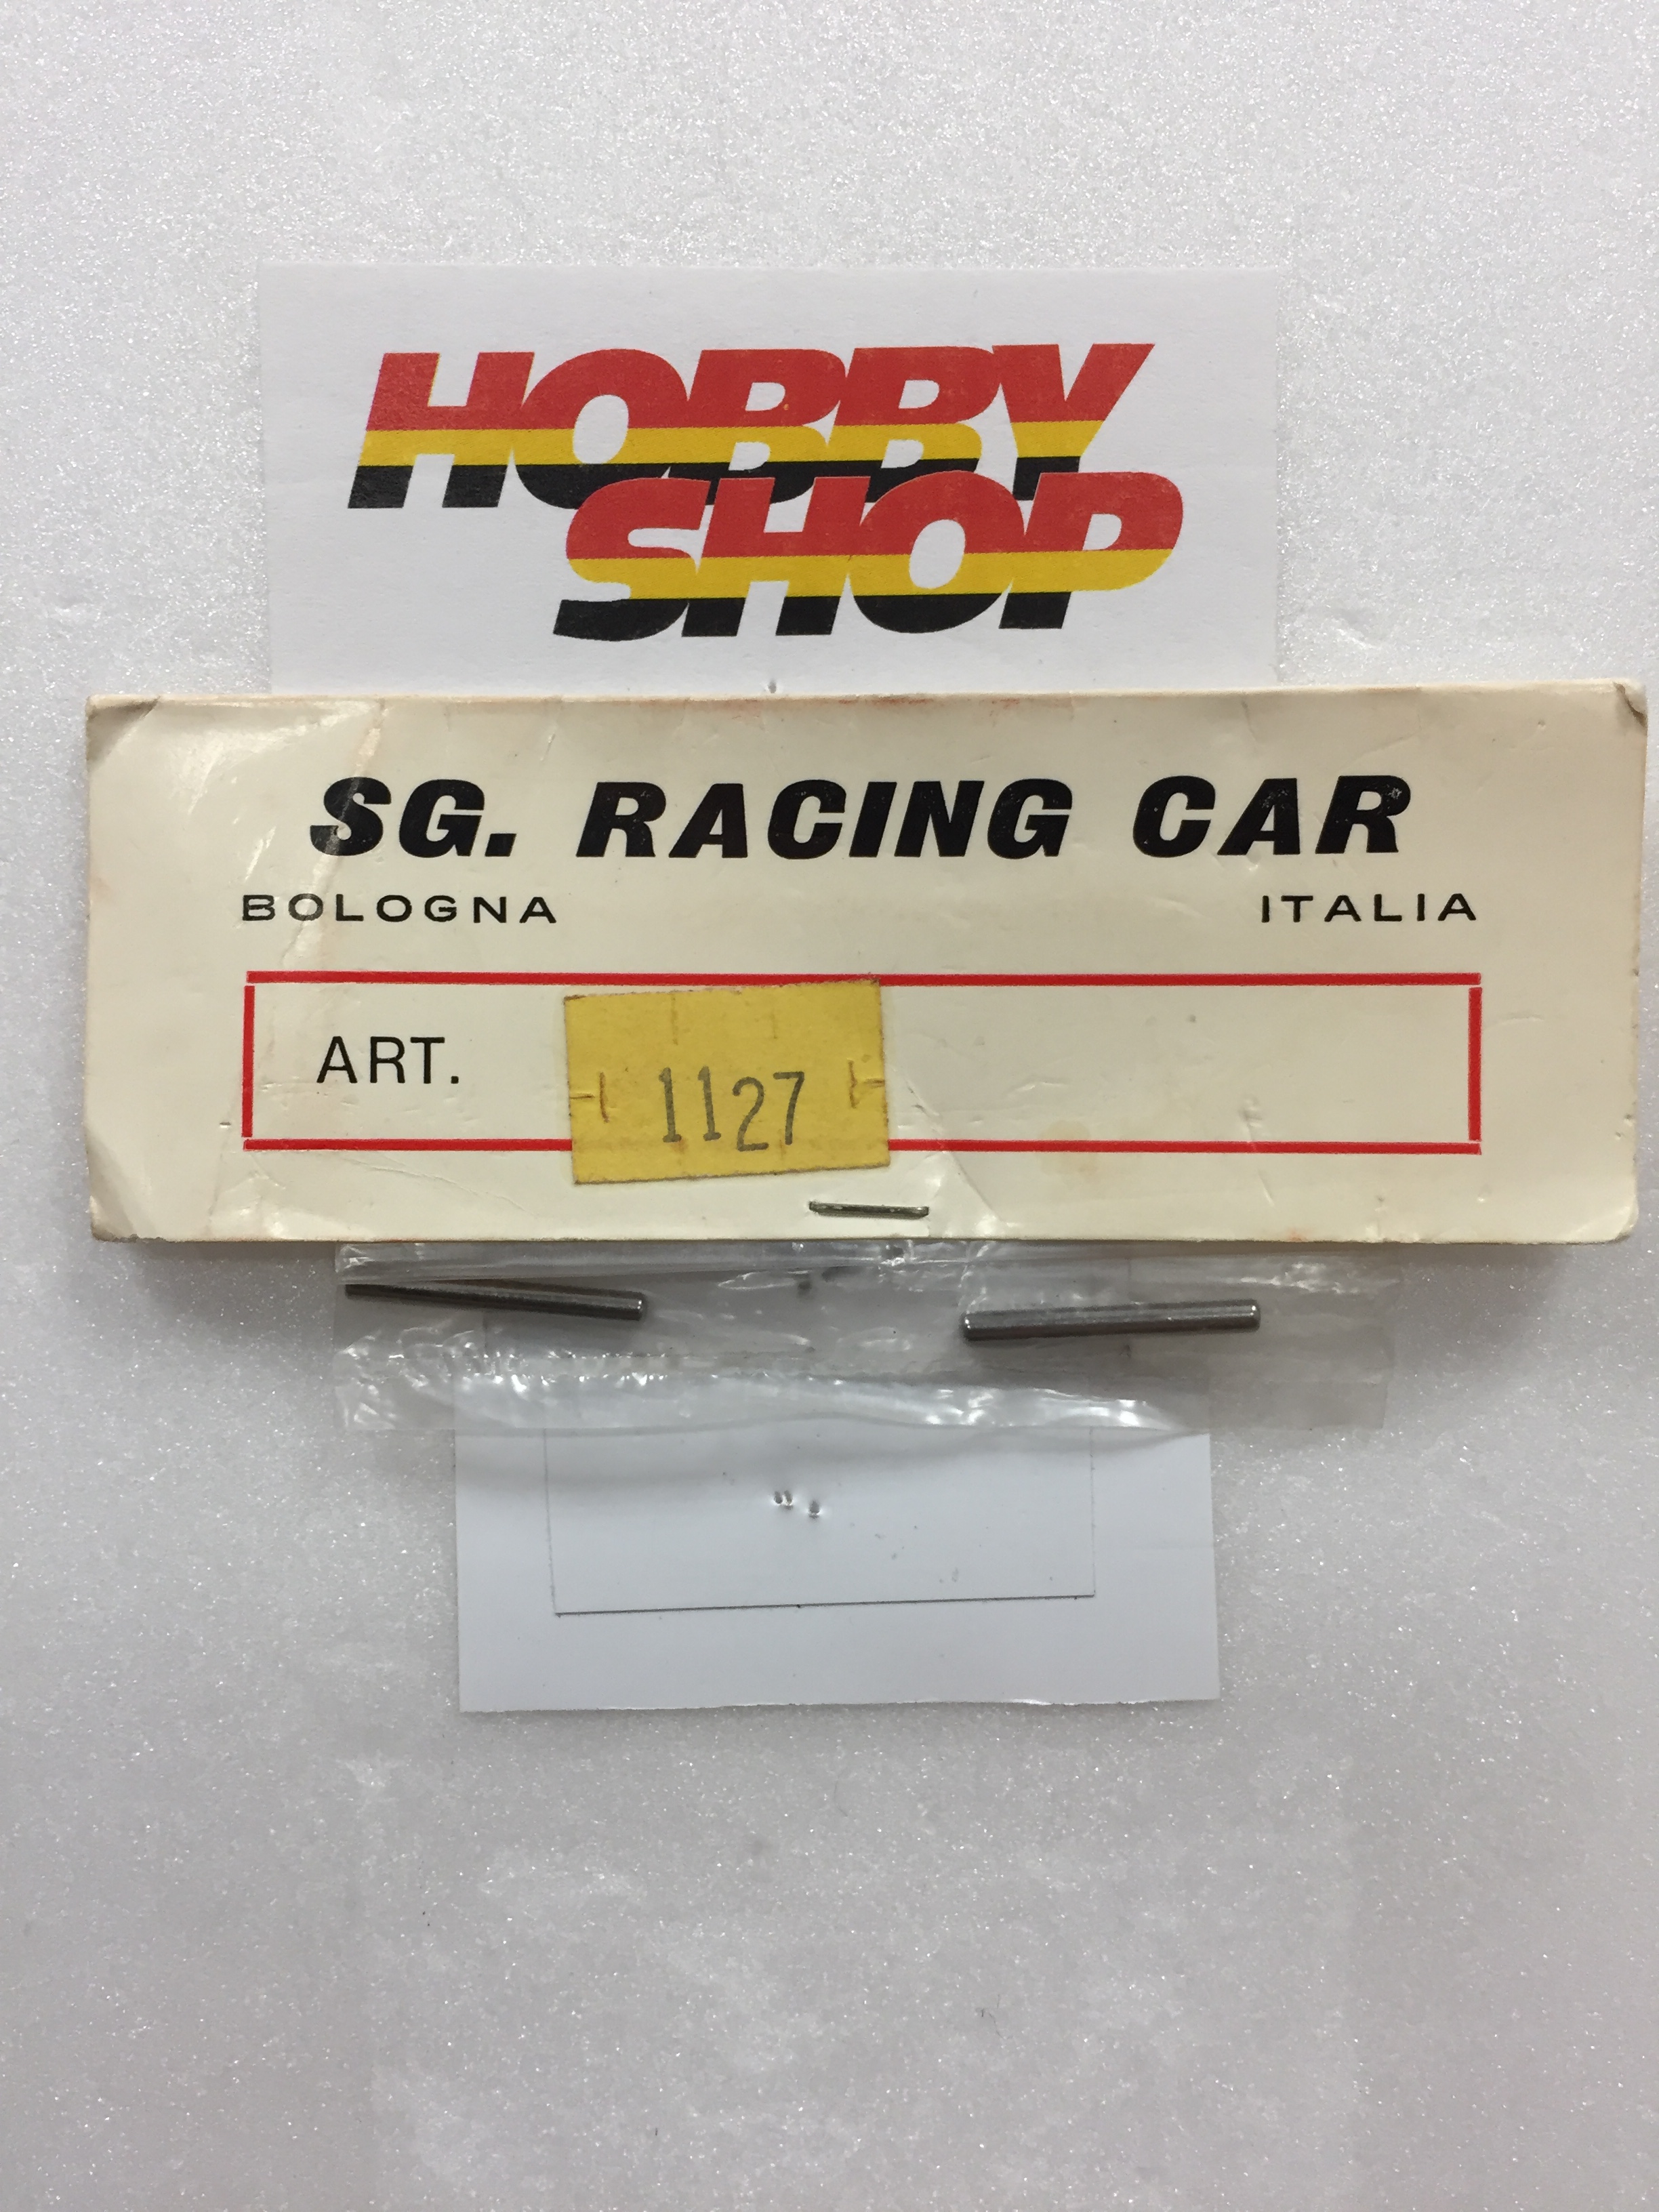 HOBBY
SHOP
SG. RACING CAR
BOLOGNA ITALIA
ART. 1127